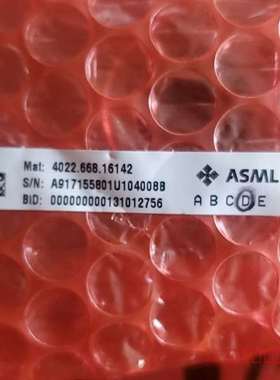 Mat: 4022.668.16142
S/N: A917155801U104008B
BID: 000000000131012756
ASML
A B C D E